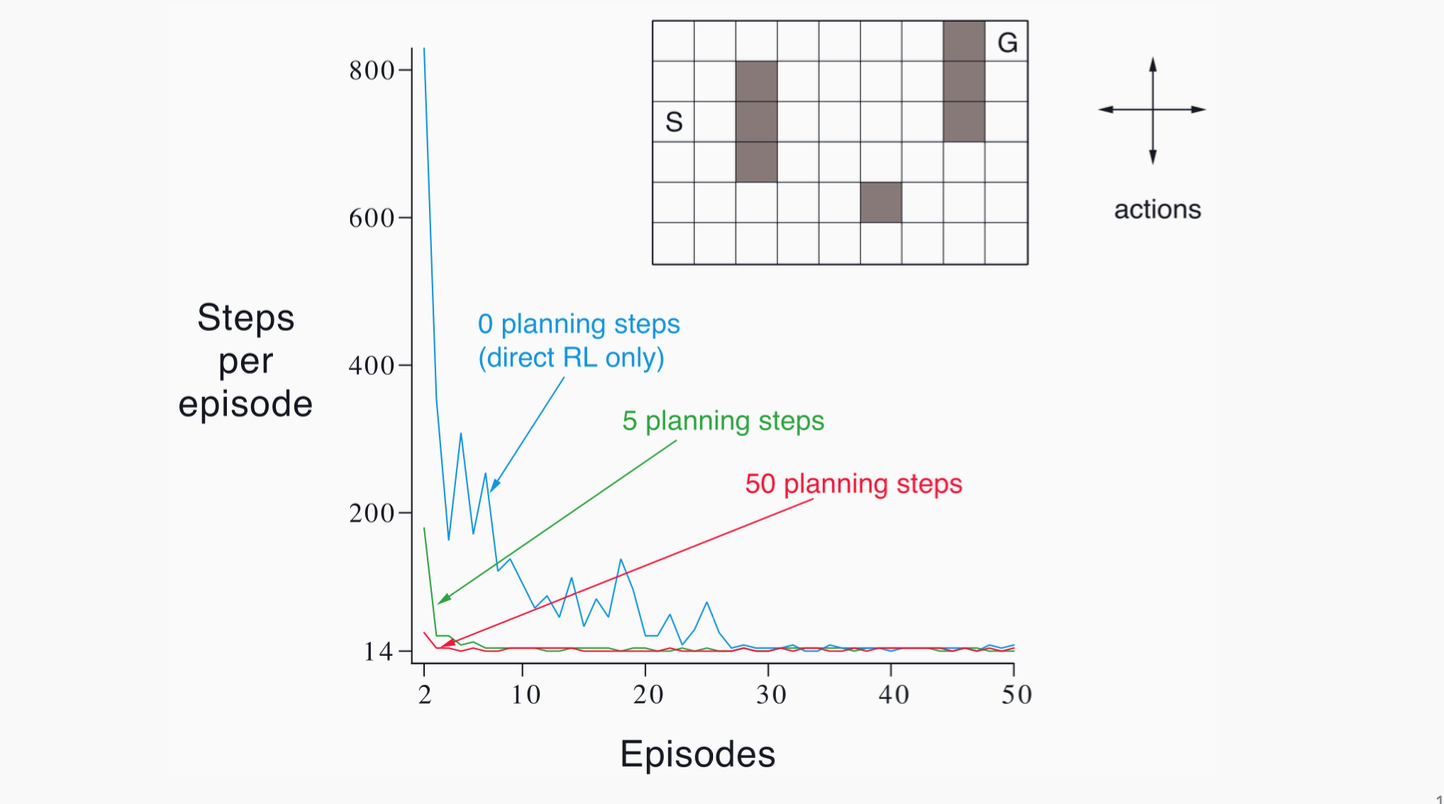 G
S
actions
800
600
400
200
14
Steps
per
episode
0 planning steps
(direct RL only)
5 planning steps
50 planning steps
2 10 20 30 40 50
Episodes
1